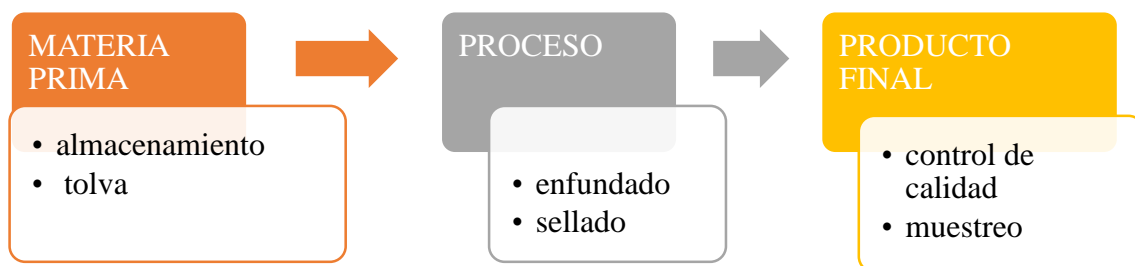 MATERIA
PRIMA
• almacenamiento
• tolva
PROCESO
• enfundado
• sellado
PRODUCTO
FINAL
• control de
calidad
• muestreo